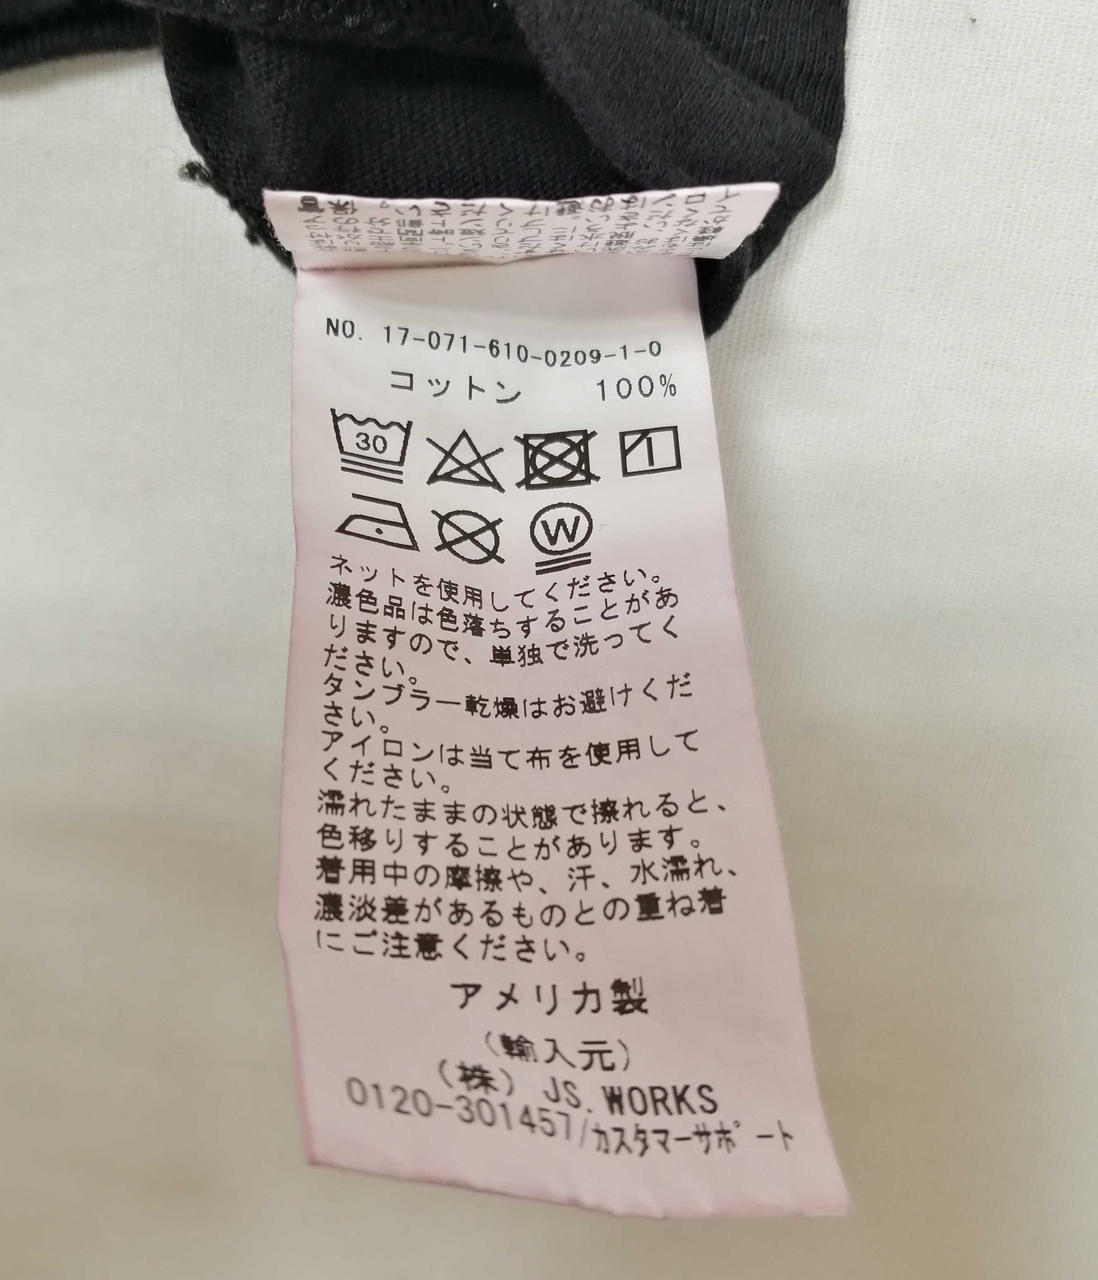 NO. 17-071-610-0209-1-0
コットン 100%
30
W
ネットを使用してください。
濃色品は色落ちすることがあ
りますので、単独で洗ってく
ださい。
タンブラー乾燥はお避けくだ
さい。
アイロンは当て布を使用して
ください。
濡れたままの状態で擦れると、
色移りすることがあります。
着用中の摩擦や、汗、水濡れ、
濃淡差があるものとの重ね着
にご注意ください。
アメリカ製
(輸入元)
(株) JS.WORKS
0120-301457/カスタマーサポート